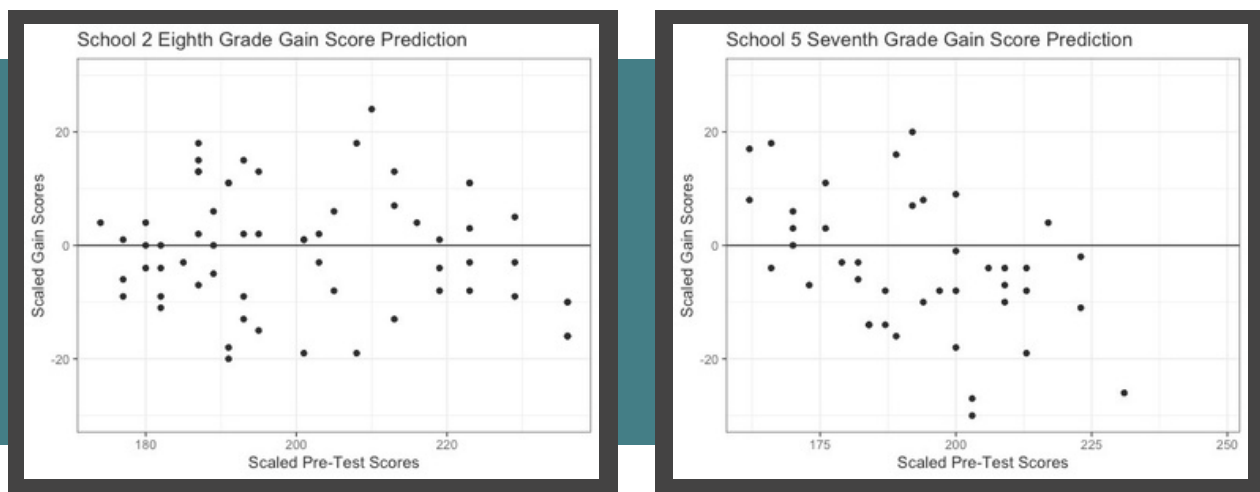 School 2 Eighth Grade Gain Score Prediction
20
0
-20
Scaled Gain Scores
180 200 220
Scaled Pre-Test Scores
School 5 Seventh Grade Gain Score Prediction
20
0
-20
Scaled Gain Scores
175 200 225 250
Scaled Pre-Test Scores